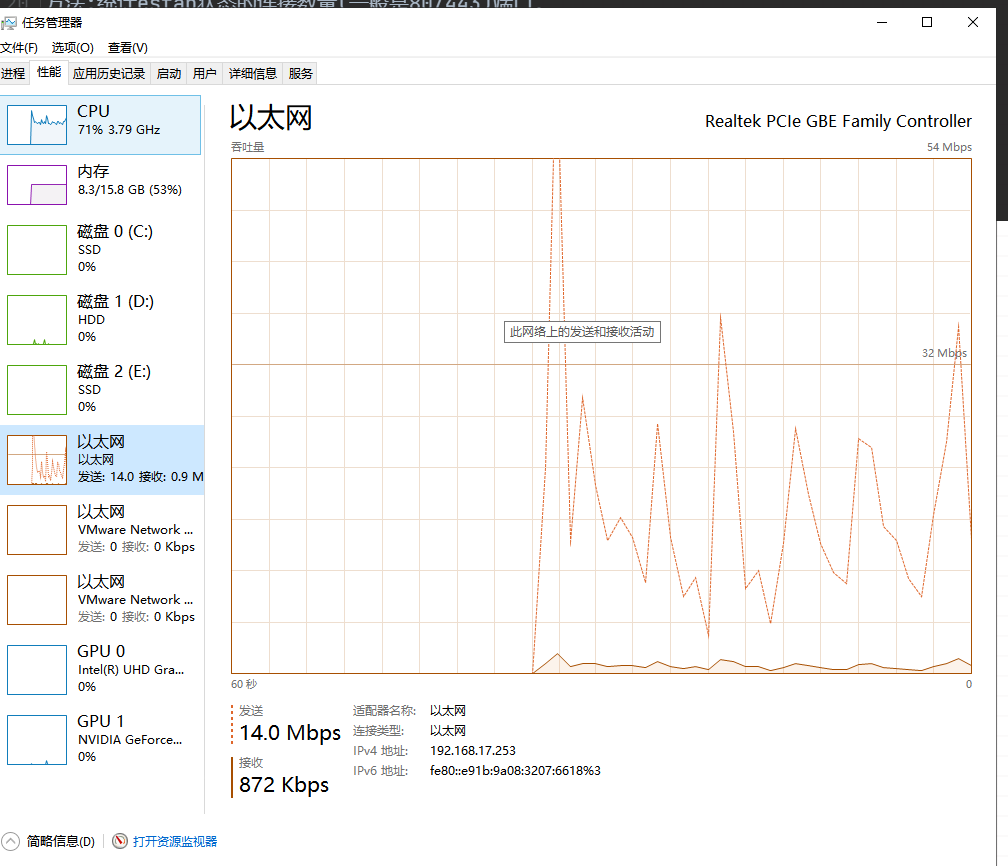 任务管理器
文件(F) 选项(O) 查看(V)
进程 性能 应用历史记录 启动 用户 详细信息 服务
CPU
71% 3.79 GHz
内存
8.3/15.8 GB (53%)
磁盘 0 (C:)
SSD
0%
磁盘 1 (D:)
HDD
0%
磁盘 2 (E:)
SSD
0%
以太网
以太网
发送: 14.0 接收: 0.9 M
以太网
VMware Network ...
发送: 0 接收: 0 Kbps
以太网
VMware Network ...
发送: 0 接收: 0 Kbps
GPU 0
Intel(R) UHD Gra...
0%
GPU 1
NVIDIA GeForce...
0%
以太网
Realtek PCIe GBE Family Controller
吞吐量
54 Mbps
此网络上的发送和接收活动
32 Mbps
60 秒
0
发送
14.0 Mbps
接收
872 Kbps
适配器名称: 以太网
连接类型: 以太网
IPv4 地址: 192.168.17.253
IPv6 地址: fe80::e91b:9a08:3207:6618%3
简略信息(D)
打开资源监视器